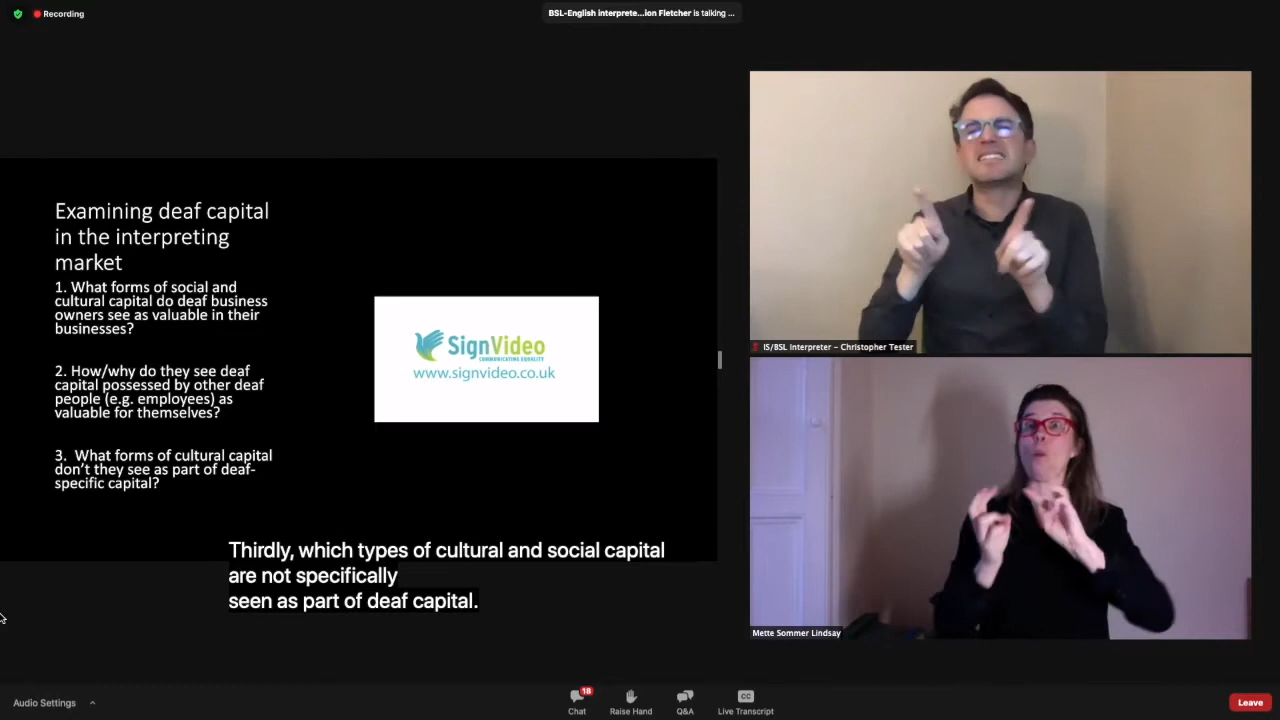 Recording
BSL-English interprete...ion Fletcher is talking ...
Examining deaf capital
in the interpreting
market
1. What forms of social and
cultural capital do deaf business
owners see as valuable in their
businesses?
2. How/why do they see deaf
capital possessed by other deaf
people (e.g. employees) as
valuable for themselves?
3. What forms of cultural capital
don't they see as part of deaf-
specific capital?
SignVideo
COMMUNICATING EQUALITY
www.signvideo.co.uk
IS/BSL Interpreter – Christopher Tester
Mette Sommer Lindsay
Thirdly, which types of cultural and social capital
are not specifically
seen as part of deaf capital.
Audio Settings
18
Chat
Raise Hand
Q&A
CC
Live Transcript
Leave